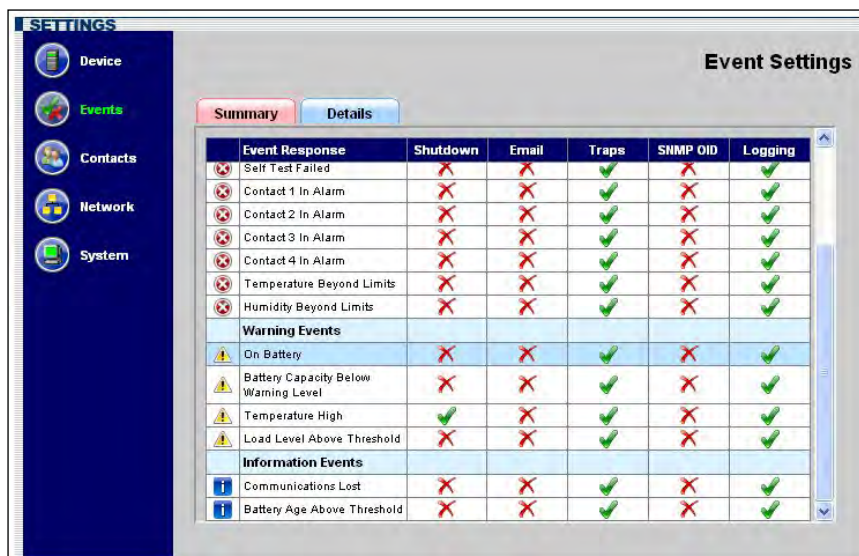 SETTINGS
Device
Events
Contacts
Network
System
Event Settings
Summary Details
Event Response Shutdown Email Traps SNMP OID Logging
Self Test Failed
Contact 1 In Alarm
Contact 2 In Alarm
Contact 3 In Alarm
Contact 4 In Alarm
Temperature Beyond Limits
Humidity Beyond Limits
Warning Events
On Battery
Battery Capacity Below
Warning Level
Temperature High
Load Level Above Threshold
Information Events
Communications Lost
Battery Age Above Threshold